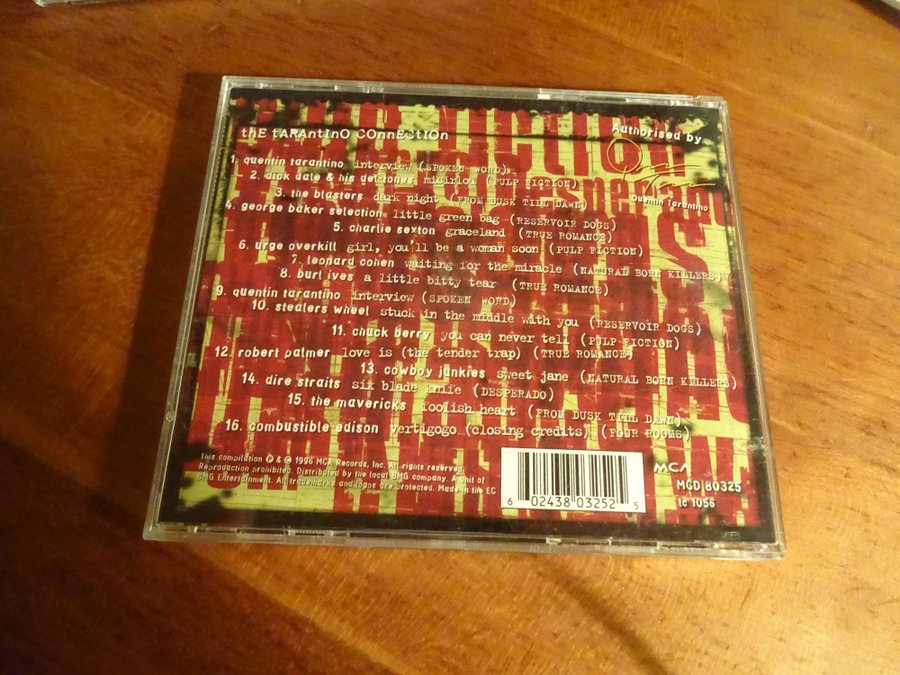 thE tARAntInO COnnECtIOn
Authorised by
Quentin Tarantino
1. quentin tarantino interview (SPOKEN WORD)
2. dick dale & his del-tones misirlou (PULP FICTION)
3. the blasters dark night (FROM DUSK TILL DAWN)
4. george baker selection little green bag (RESERVOIR DOGS)
5. charlie sexton graceland (TRUE ROMANCE)
6. urge overkill girl, you'll be a woman soon (PULP FICTION)
7. leonard cohen waiting for the miracle (NATURAL BORN KILLERS)
8. burl ives a little bitty tear (TRUE ROMANCE)
9. quentin tarantino interview (SPOKEN WORD)
10. stealers wheel stuck in the middle with you (RESERVOIR DOGS)
11. chuck berry you can never tell (PULP FICTION)
12. robert palmer love is (the tender trap) (TRUE ROMANCE)
13. cowboy junkies sweet jane (NATURAL BORN KILLERS)
14. dire straits six blade knife (DESPERADO)
15. the mavericks foolish heart (FROM DUSK TILL DAWN)
16. combustible edison vertigogo (closing credits) (FOUR ROOMS)
This compilation ℗ & © 1996 MCA Records, Inc. All rights reserved.
Reproduction prohibited. Distributed by the local BMG company. A unit of
BMG Entertainment. All trademarks and logos are protected. Made in the EC
6 02438 03252 5
MCA
MCD 80325
lc 1056